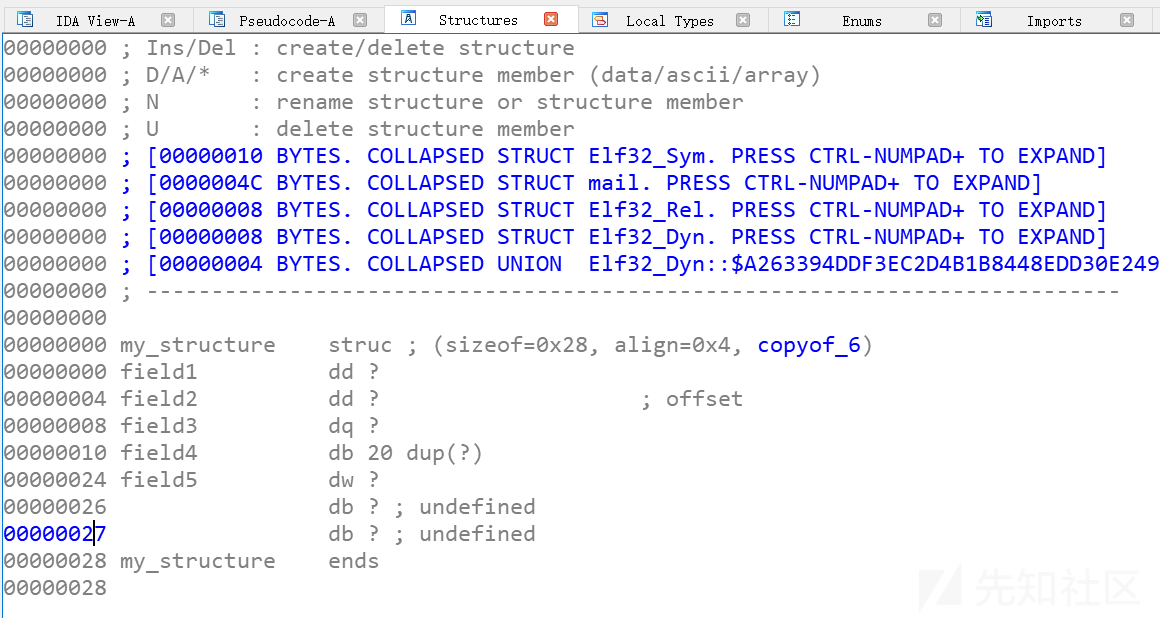 IDA View-A Pseudocode-A Structures Local Types Enums Imports
00000000 ; Ins/Del : create/delete structure
00000000 ; D/A/*   : create structure member (data/ascii/array)
00000000 ; N       : rename structure or structure member
00000000 ; U       : delete structure member
00000000 ; [00000010 BYTES. COLLAPSED STRUCT Elf32_Sym. PRESS CTRL-NUMPAD+ TO EXPAND]
00000000 ; [0000004C BYTES. COLLAPSED STRUCT mail. PRESS CTRL-NUMPAD+ TO EXPAND]
00000000 ; [00000008 BYTES. COLLAPSED STRUCT Elf32_Rel. PRESS CTRL-NUMPAD+ TO EXPAND]
00000000 ; [00000008 BYTES. COLLAPSED STRUCT Elf32_Dyn. PRESS CTRL-NUMPAD+ TO EXPAND]
00000000 ; [00000004 BYTES. COLLAPSED UNION  Elf32_Dyn::$A263394DDF3EC2D4B1B8448EDD30E249
00000000 ; ---------------------------------------------------------------------------
00000000
00000000 my_structure    struc ; (sizeof=0x28, align=0x4, copyof_6)
00000000 field1          dd ?
00000004 field2          dd ?                    ; offset
00000008 field3          dq ?
00000010 field4          db 20 dup(?)
00000024 field5          dw ?
00000026                 db ? ; undefined
00000027                 db ? ; undefined
00000028 my_structure    ends
00000028
先知社区